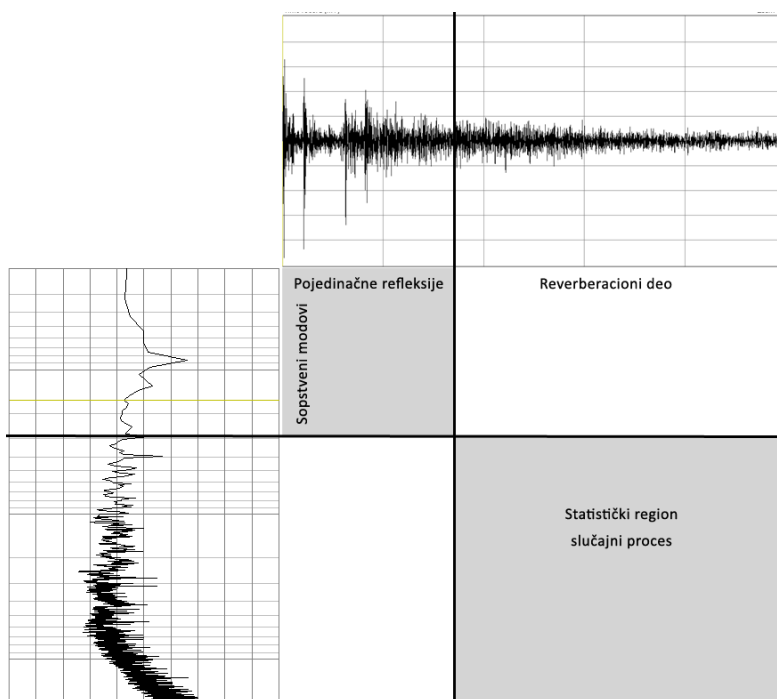 Pojedinačne refleksije
Reverberacioni deo
Sopstveni modovi
Statistički region
slučajni proces